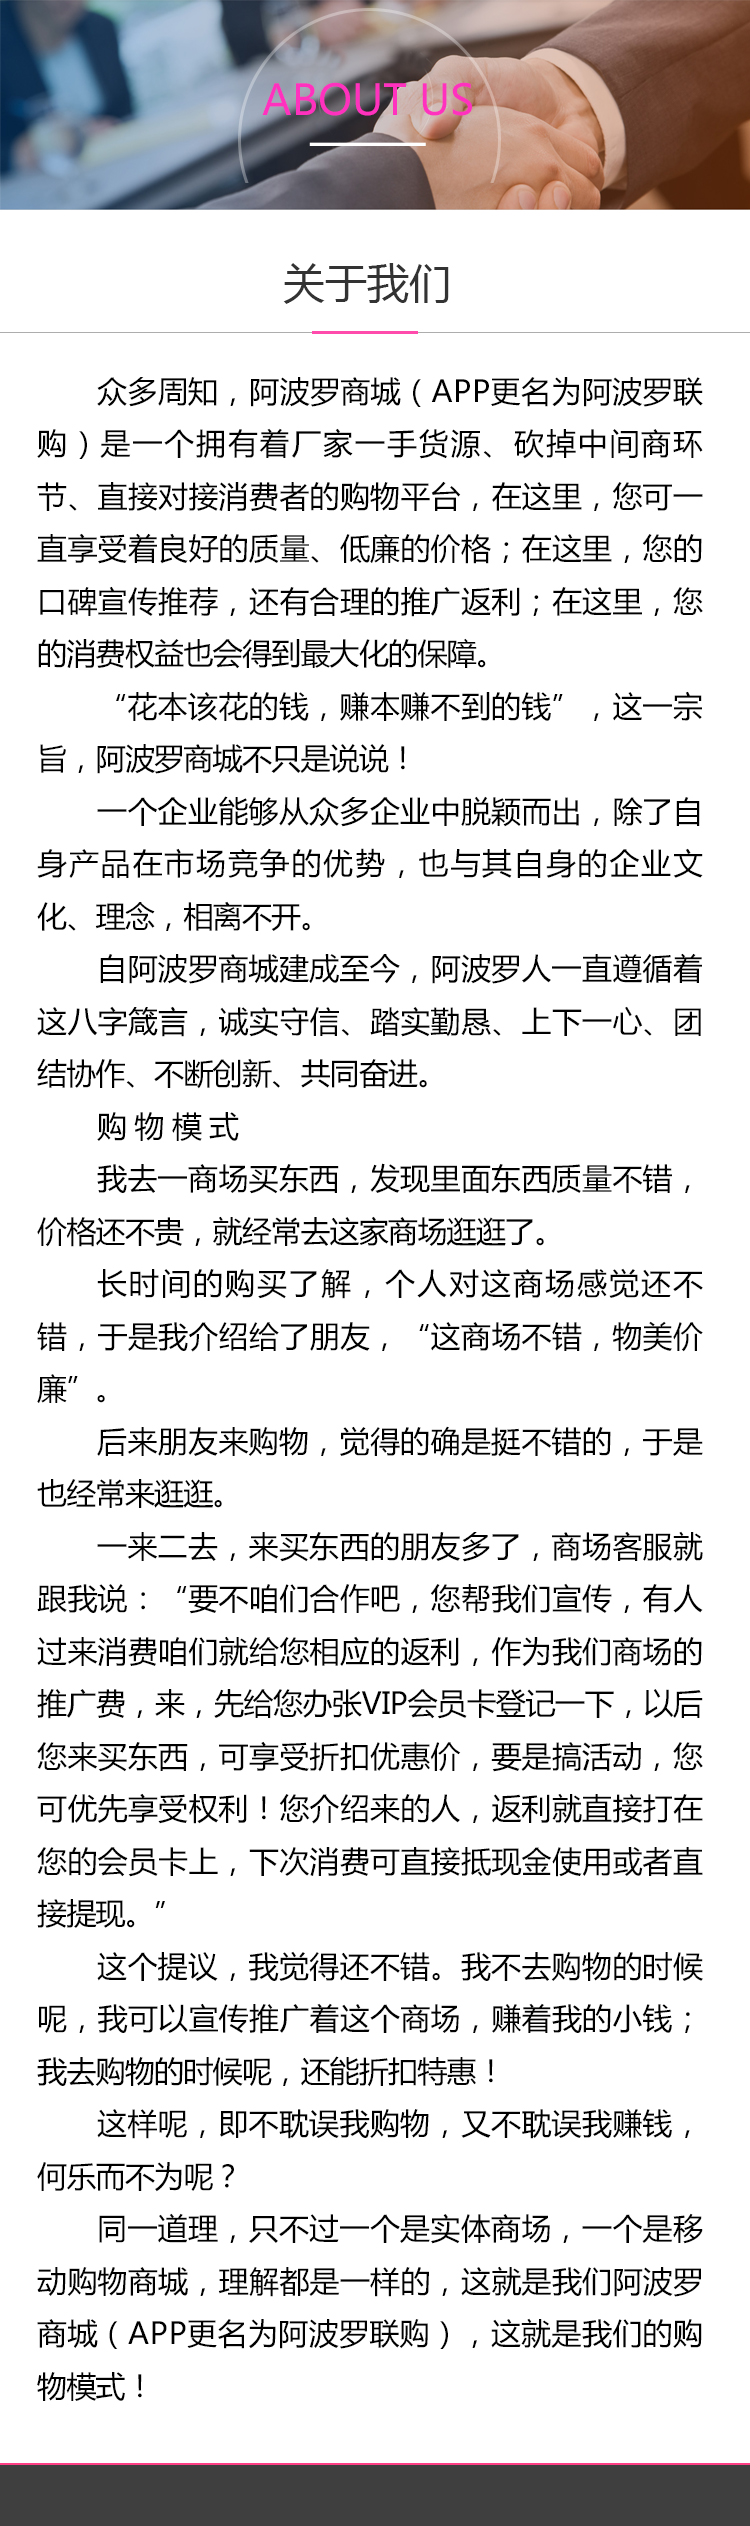 ABOUT US
关于我们
众多周知，阿波罗商城（APP更名为阿波罗联
购）是一个拥有着厂家一手货源、砍掉中间商环
节、直接对接消费者的购物平台，在这里，您可一
直享受着良好的质量、低廉的价格；在这里，您的
口碑宣传推荐，还有合理的推广返利；在这里，您
的消费权益也会得到最大化的保障。
“花本该花的钱，赚本赚不到的钱”，这一宗
旨，阿波罗商城不只是说说！
一个企业能够从众多企业中脱颖而出，除了自
身产品在市场竞争的优势，也与其自身的企业文
化、理念，相离不开。
自阿波罗商城建成至今，阿波罗人一直遵循着
这八字箴言，诚实守信、踏实勤恳、上下一心、团
结协作、不断创新、共同奋进。
购物模式
我去一商场买东西，发现里面东西质量不错，
价格还不贵，就经常去这家商场逛逛了。
长时间的购买了解，个人对这商场感觉还不
错，于是我介绍给了朋友，“这商场不错，物美价
廉”。
后来朋友来购物，觉得的确是挺不错的，于是
也经常来逛逛。
一来二去，来买东西的朋友多了，商场客服就
跟我说：“要不咱们合作吧，您帮我们宣传，有人
过来消费咱们就给您相应的返利，作为我们商场的
推广费，来，先给您办张VIP会员卡登记一下，以后
您来买东西，可享受折扣优惠价，要是搞活动，您
可优先享受权利！您介绍来的人，返利就直接打在
您的会员卡上，下次消费可直接抵现金使用或者直
接提现。”
这个提议，我觉得还不错。我不去购物的时候
呢，我可以宣传推广着这个商场，赚着我的小钱；
我去购物的时候呢，还能折扣特惠！
这样呢，即不耽误我购物，又不耽误我赚钱，
何乐而不为呢？
同一道理，只不过一个是实体商场，一个是移
动购物商城，理解都是一样的，这就是我们阿波罗
商城（APP更名为阿波罗联购），这就是我们的购
物模式！